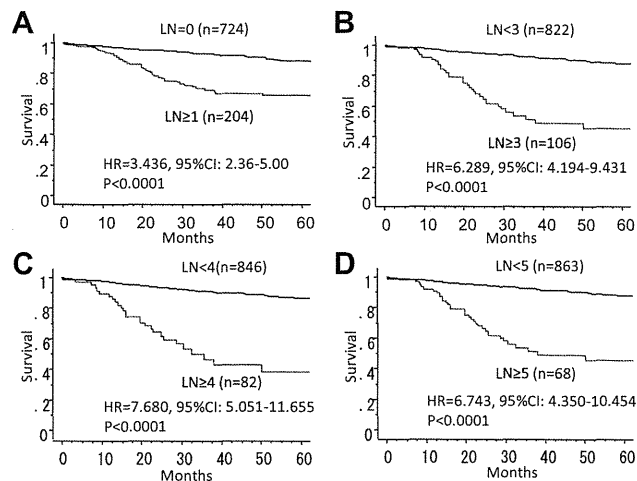 A
LN=0 (n=724)
1
.8
.6
.4
.2
0
Survival
LN≥1 (n=204)
HR=3.436, 95%CI: 2.36-5.00
P<0.0001
0 10 20 30 40 50 60
Months
B
LN<3 (n=822)
1
.8
.6
.4
.2
0
Survival
LN≥3 (n=106)
HR=6.289, 95%CI: 4.194-9.431
P<0.0001
0 10 20 30 40 50 60
Months
C
LN<4(n=846)
1
.8
.6
.4
.2
0
Survival
LN≥4 (n=82)
HR=7.680, 95%CI: 5.051-11.655
P<0.0001
0 10 20 30 40 50 60
Months
D
LN<5 (n=863)
1
.8
.6
.4
.2
0
Survival
LN≥5 (n=68)
HR=6.743, 95%CI: 4.350-10.454
P<0.0001
0 10 20 30 40 50 60
Months